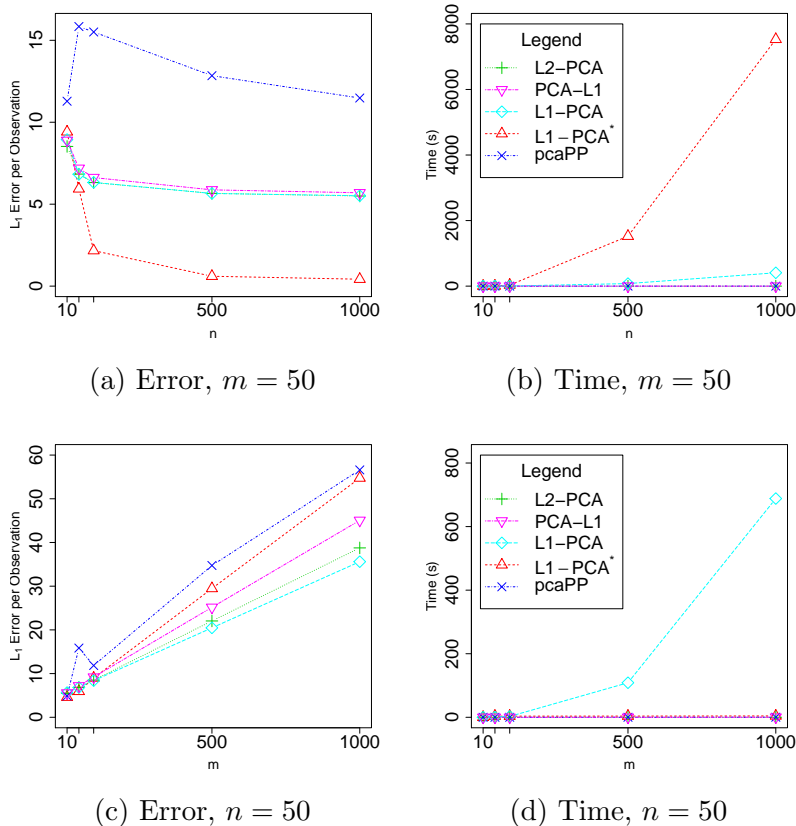 15
10
5
0
L1 Error per Observation
10
500
1000
n
(a) Error, m = 50
8000
6000
4000
2000
0
Time (s)
Legend
L2−PCA
PCA−L1
L1−PCA
L1−PCA*
pcaPP
10
500
1000
n
(b) Time, m = 50
60
50
40
30
20
10
0
L1 Error per Observation
10
500
1000
m
(c) Error, n = 50
800
600
400
200
0
Time (s)
Legend
L2−PCA
PCA−L1
L1−PCA
L1−PCA*
pcaPP
10
500
1000
m
(d) Time, n = 50